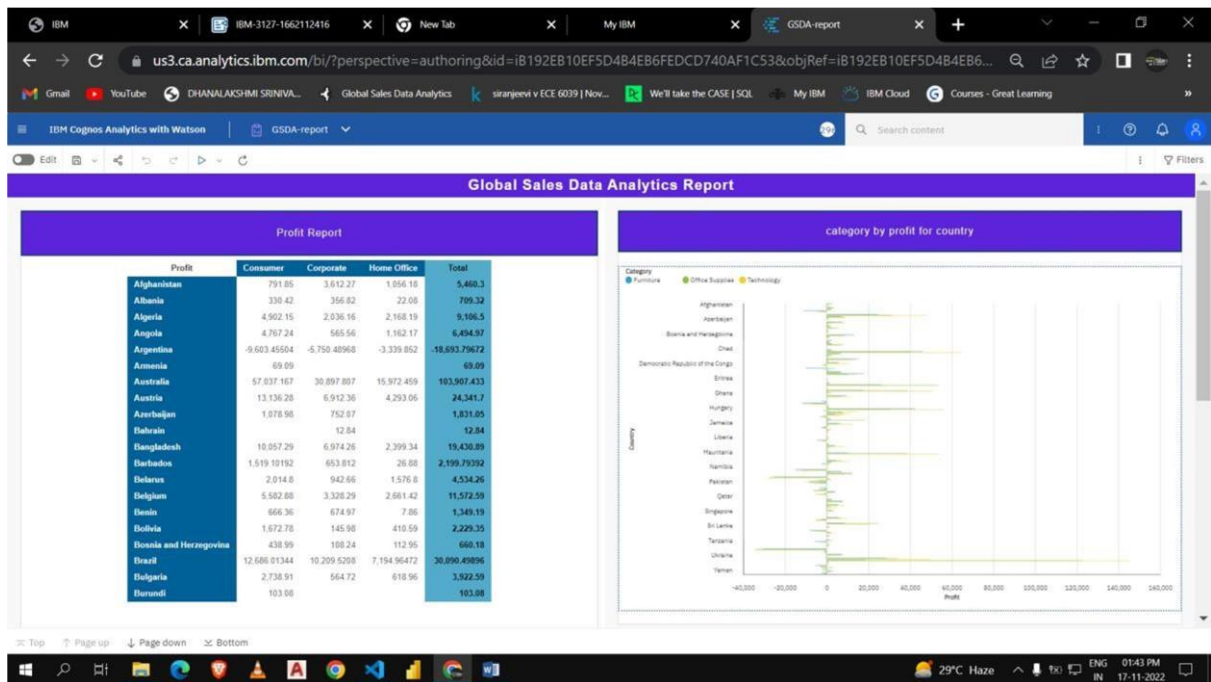 IBM
IBM-3127-1662112416
New Tab
My IBM
GSDA-report
us3.ca.analytics.ibm.com/bi/?perspective=authoring&id=iB192EB10EF5D4B4EB6FEDCD740AF1C53&objRef=iB192EB10EF5D4B4EB6...
Gmail YouTube DHANALAKSHMI SRINIVA... Global Sales Data Analytics siranjeevi v ECE 6039 | Nov... We'll take the CASE | SQL My IBM IBM Cloud Courses - Great Learning »
IBM Cognos Analytics with Watson GSDA-report Search content
Edit Filters
Global Sales Data Analytics Report
Profit Report
Profit Consumer Corporate Home Office Total
Afghanistan 791.85 3,612.27 1,056.18 5,460.3
Albania 330.42 356.82 22.08 709.32
Algeria 4,902.15 2,036.16 2,168.19 9,106.5
Angola 4,767.24 565.56 1,162.17 6,494.97
Argentina -9,603.45504 -5,750.48968 -3,339.852 -18,693.79672
Armenia 69.09 69.09
Australia 57,037.167 30,897.807 15,972.459 103,907.433
Austria 13,136.28 6,912.36 4,293.06 24,341.7
Azerbaijan 1,078.98 752.07 1,831.05
Bahrain 12.84 12.84
Bangladesh 10,057.29 6,974.26 2,399.34 19,430.89
Barbados 1,519.10192 653.812 26.88 2,199.79392
Belarus 2,014.8 942.66 1,576.8 4,534.26
Belgium 5,582.88 3,328.29 2,661.42 11,572.59
Benin 666.36 674.97 7.86 1,349.19
Bolivia 1,672.78 145.98 410.59 2,229.35
Bosnia and Herzegovina 438.99 108.24 112.95 660.18
Brazil 12,686.01344 10,209.5208 7,194.96472 30,090.49896
Bulgaria 2,738.91 564.72 618.96 3,922.59
Burundi 103.08 103.08
category by profit for country
Category
Furniture Office Supplies Technology
Country
Afghanistan
Azerbaijan
Bosnia and Herzegovina
Chad
Democratic Republic of the Congo
Eritrea
Ghana
Hungary
Jamaica
Liberia
Mauritania
Namibia
Pakistan
Qatar
Singapore
Sri Lanka
Tanzania
Ukraine
Yemen
-40,000 -20,000 0 20,000 40,000 60,000 80,000 100,000 120,000 140,000 160,000
Profit
Top Page up Page down Bottom
29°C Haze
ENG
IN
01:43 PM
17-11-2022